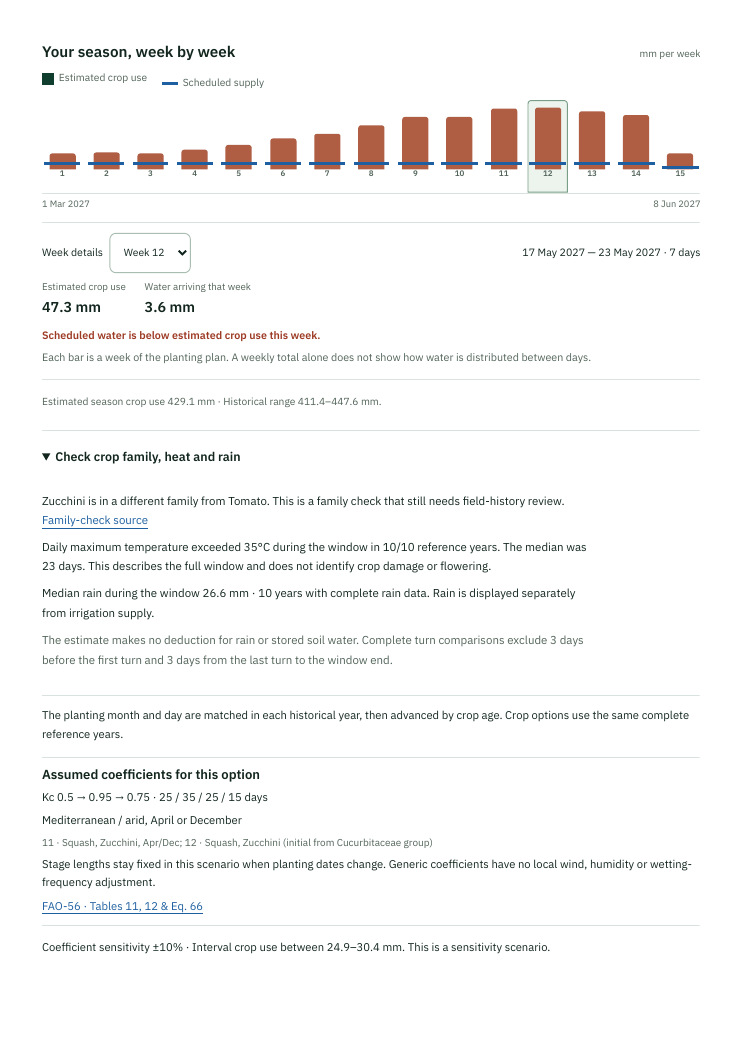 Your season, week by week
mm per week
Estimated crop use
Scheduled supply
1 2 3 4 5 6 7 8 9 10 11 12 13 14 15
1 Mar 2027
8 Jun 2027
Week details
Week 12
17 May 2027 — 23 May 2027 · 7 days
Estimated crop use
Water arriving that week
47.3 mm
3.6 mm
Scheduled water is below estimated crop use this week.
Each bar is a week of the planting plan. A weekly total alone does not show how water is distributed between days.
Estimated season crop use 429.1 mm · Historical range 411.4–447.6 mm.
▼ Check crop family, heat and rain
Zucchini is in a different family from Tomato. This is a family check that still needs field-history review.
Family-check source
Daily maximum temperature exceeded 35°C during the window in 10/10 reference years. The median was
23 days. This describes the full window and does not identify crop damage or flowering.
Median rain during the window 26.6 mm · 10 years with complete rain data. Rain is displayed separately
from irrigation supply.
The estimate makes no deduction for rain or stored soil water. Complete turn comparisons exclude 3 days
before the first turn and 3 days from the last turn to the window end.
The planting month and day are matched in each historical year, then advanced by crop age. Crop options use the same complete
reference years.
Assumed coefficients for this option
Kc 0.5 → 0.95 → 0.75 · 25 / 35 / 25 / 15 days
Mediterranean / arid, April or December
11 · Squash, Zucchini, Apr/Dec; 12 · Squash, Zucchini (initial from Cucurbitaceae group)
Stage lengths stay fixed in this scenario when planting dates change. Generic coefficients have no local wind, humidity or wetting-
frequency adjustment.
FAO-56 · Tables 11, 12 & Eq. 66
Coefficient sensitivity ±10% · Interval crop use between 24.9–30.4 mm. This is a sensitivity scenario.